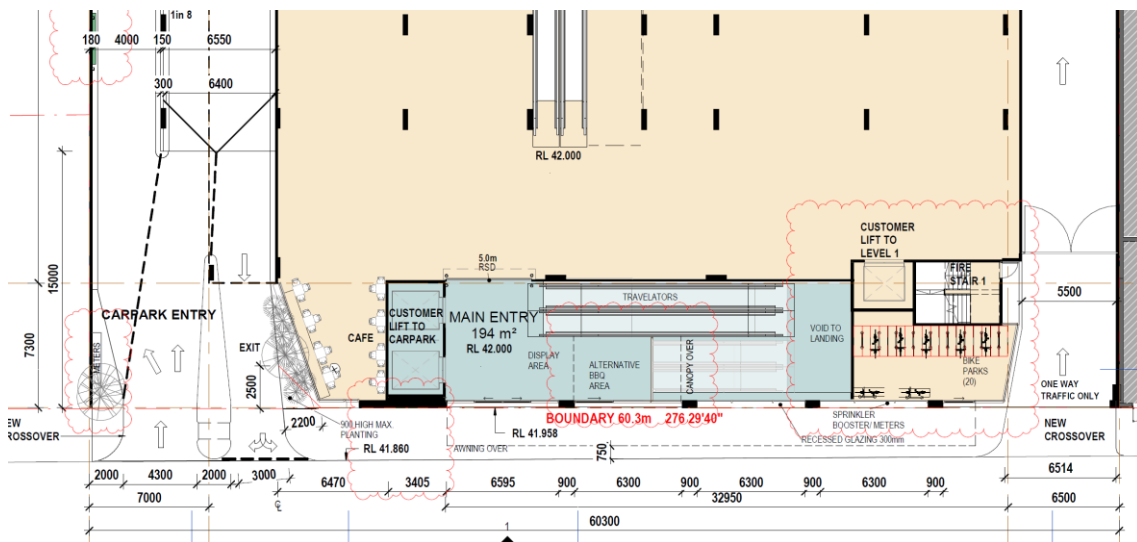 1in 8
180 4000 150 6550
300 6400
RL 42.000
CUSTOMER
LIFT TO
LEVEL 1
FIRE
STAIR 1
5.0m
RSD
15000
7300
CARPARK ENTRY
METERS
EXIT
2500
CAFE
CUSTOMER
LIFT TO
CARPARK
MAIN ENTRY
194 m²
RL 42.000
DISPLAY
AREA
TRAVELATORS
ALTERNATIVE
BBQ
AREA
CANOPY OVER
VOID TO
LANDING
BIKE
PARKS
(20)
5500
ONE WAY
TRAFFIC ONLY
2200
900 HIGH MAX.
PLANTING
RL 41.860
BOUNDARY 60.3m 276.29'40"
RL 41.958
AWNING OVER
750
SPRINKLER
BOOSTER/ METERS
RECESSED GLAZING 300mm
NEW
CROSSOVER
EW
CROSSOVER
2000 4300 2000 3000
6470 3405 6595 900 6300 900 6300 900 6300 900
6514
7000
32950
6500
60300
1